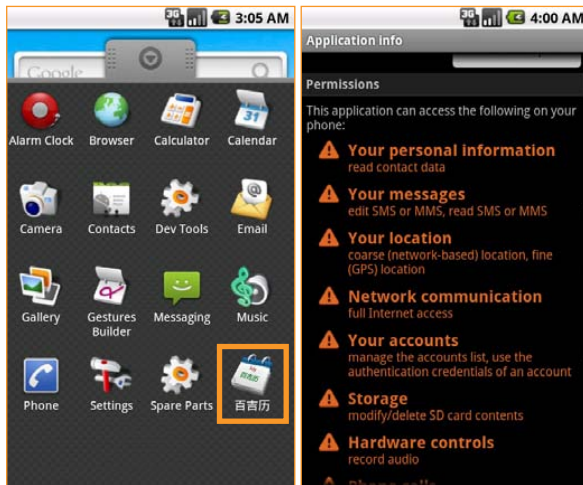 3G
3:05 AM
Google
31
Alarm Clock
Browser
Calculator
Calendar
@
Camera
Contacts
Dev Tools
Email
Gallery
Gestures
Builder
Messaging
Music
百吉历
Phone
Settings
Spare Parts
百吉历
3G
4:00 AM
Application info
Permissions
This application can access the following on your
phone:
Your personal information
read contact data
Your messages
edit SMS or MMS, read SMS or MMS
Your location
coarse (network-based) location, fine
(GPS) location
Network communication
full Internet access
Your accounts
manage the accounts list, use the
authentication credentials of an account
Storage
modify/delete SD card contents
Hardware controls
record audio
Phone calls